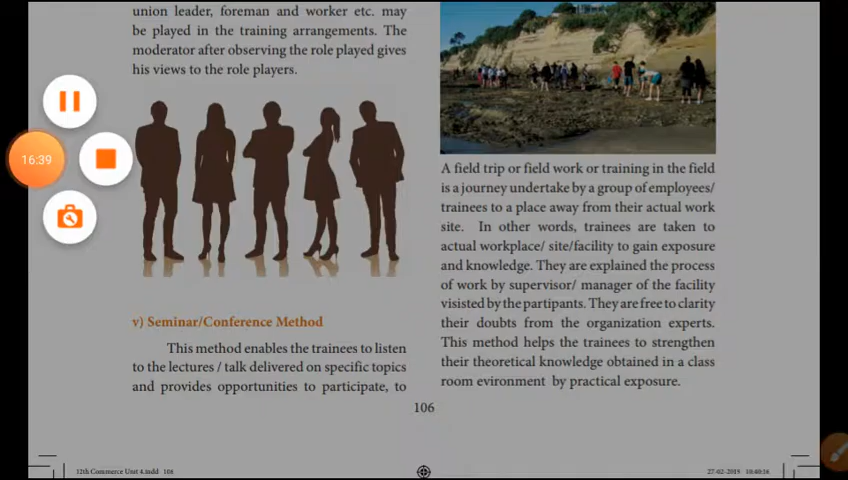 union leader, foreman and worker etc. may
be played in the training arrangements. The
moderator after observing the role played gives
his views to the role players.
16:39
v) Seminar/Conference Method
This method enables the trainees to listen
to the lectures / talk delivered on specific topics
and provides opportunities to participate, to
A field trip or field work or training in the field
is a journey undertake by a group of employees/
trainees to a place away from their actual work
site. In other words, trainees are taken to
actual workplace/ site/facility to gain exposure
and knowledge. They are explained the process
of work by supervisor/ manager of the facility
visisted by the partipants. They are free to clarity
their doubts from the organization experts.
This method helps the trainees to strengthen
their theoretical knowledge obtained in a class
room evironment by practical exposure.
106
12th Commerce Unit 4.indd 106
27-02-2019 10:40:16